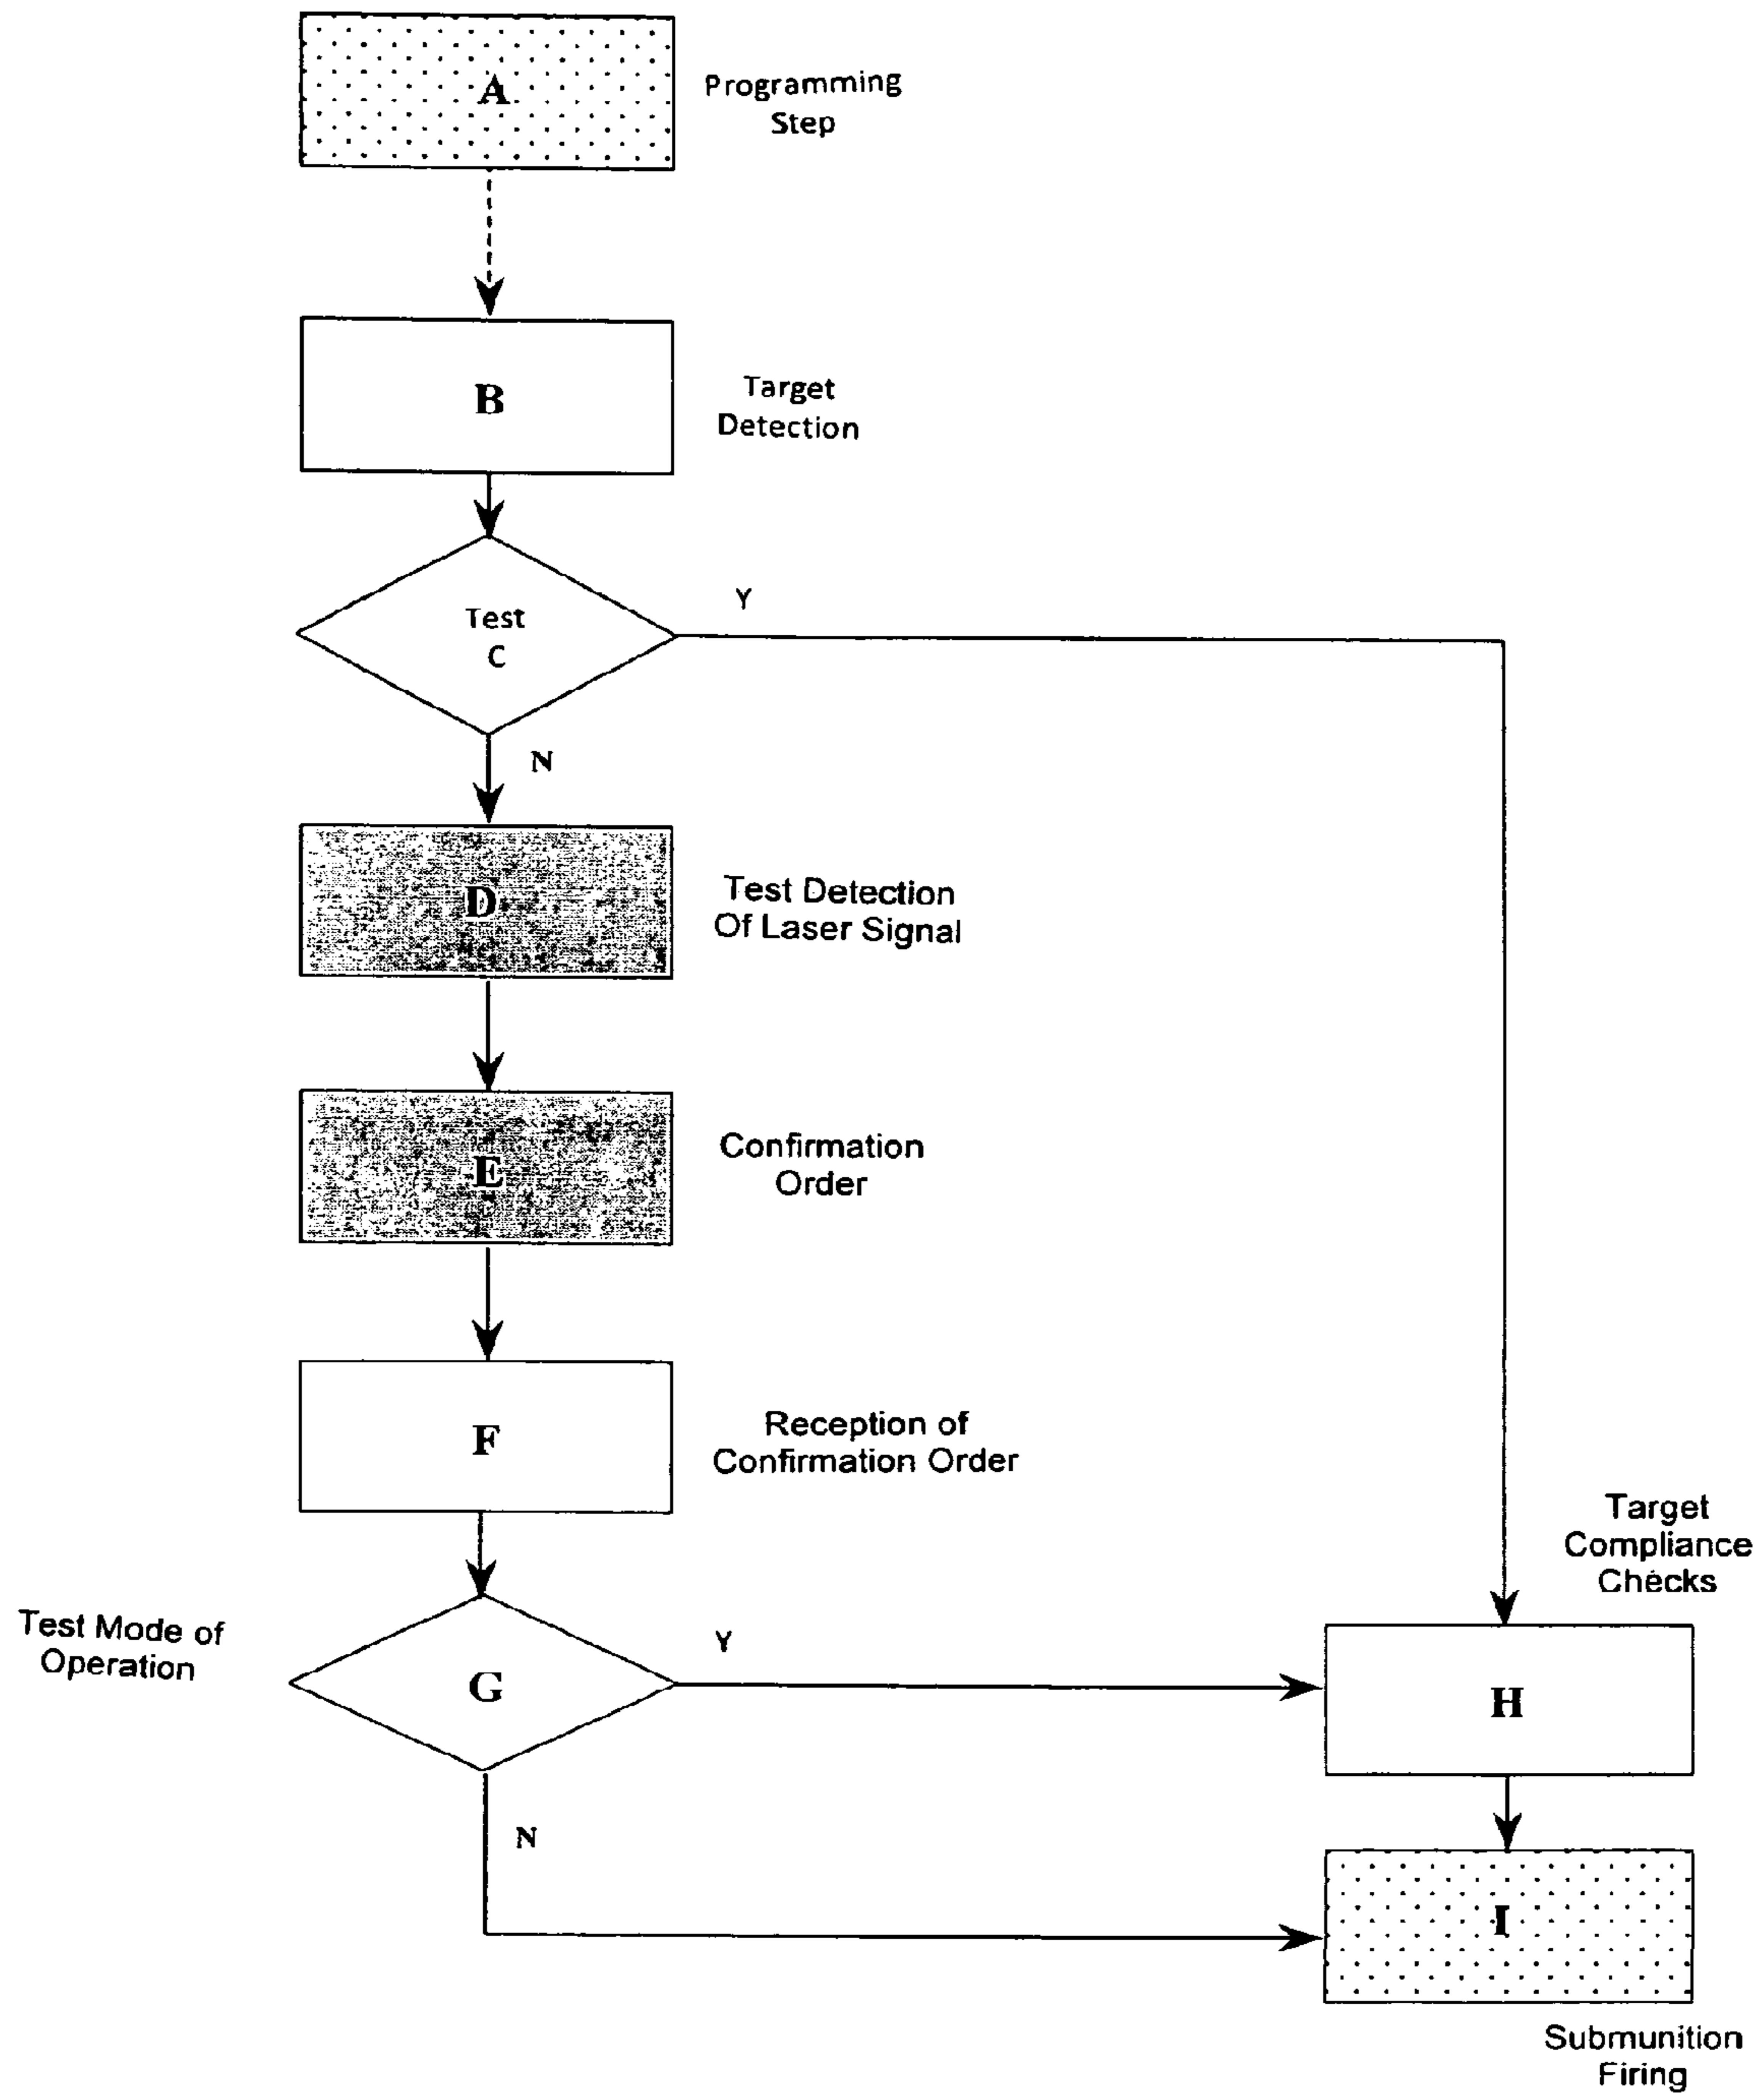 A
Programming
Step
B
Target
Detection
Test
C
Y
N
D
Test Detection
Of Laser Signal
E
Confirmation
Order
F
Reception of
Confirmation Order
Target
Compliance
Checks
Test Mode of
Operation
G
Y
H
N
I
Submunition
Firing